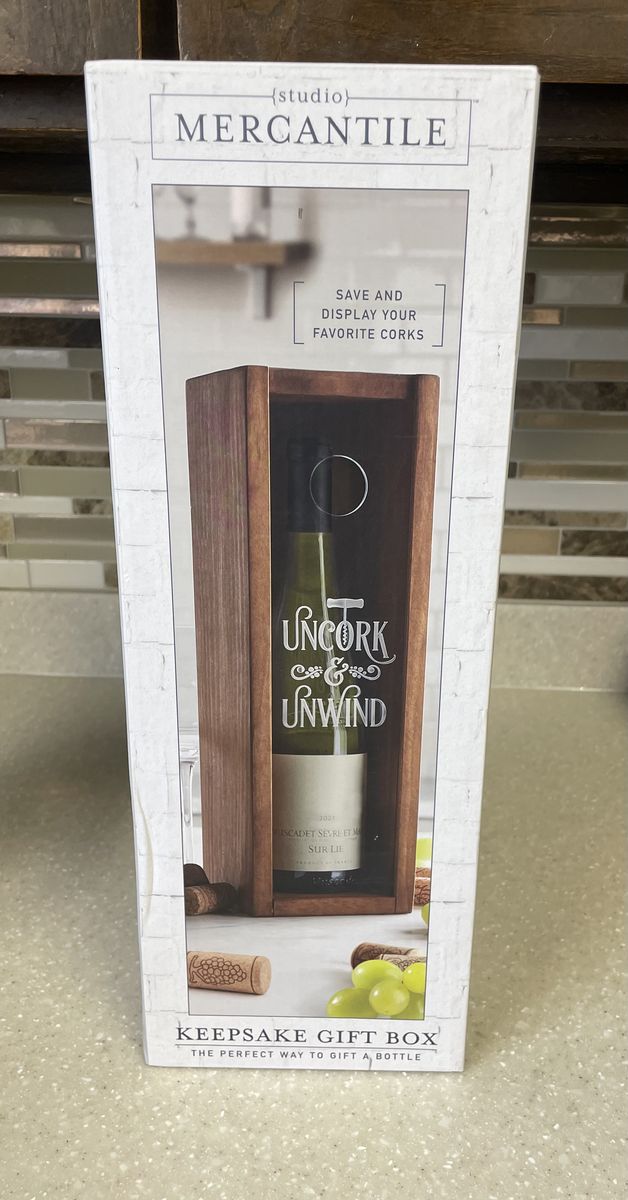 {studio}
MERCANTILE
SAVE AND
DISPLAY YOUR
FAVORITE CORKS
UNCORK
&
UNWIND
2021
SUR LIE
KEEPSAKE GIFT BOX
THE PERFECT WAY TO GIFT A BOTTLE